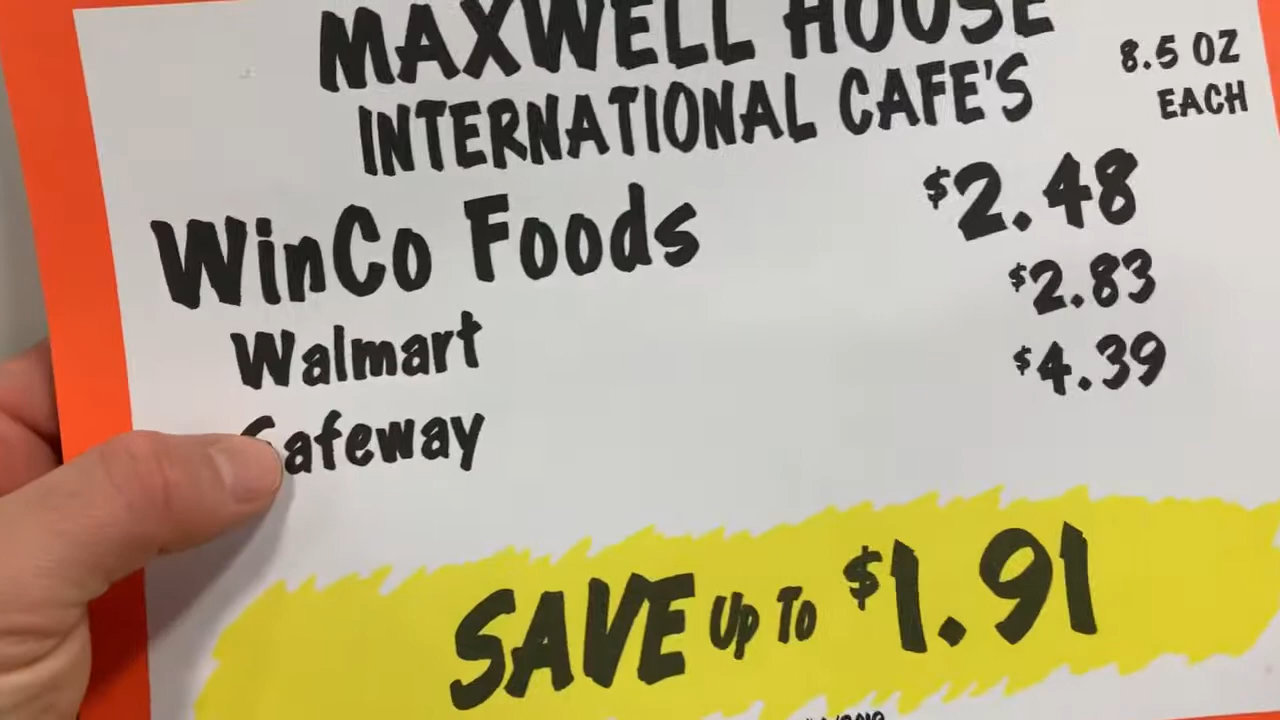 MAXWELL HOUSE
INTERNATIONAL CAFE'S
8.5 OZ
EACH
WinCo Foods $2.48
Walmart $2.83
Safeway $4.39
SAVE Up To $1.91